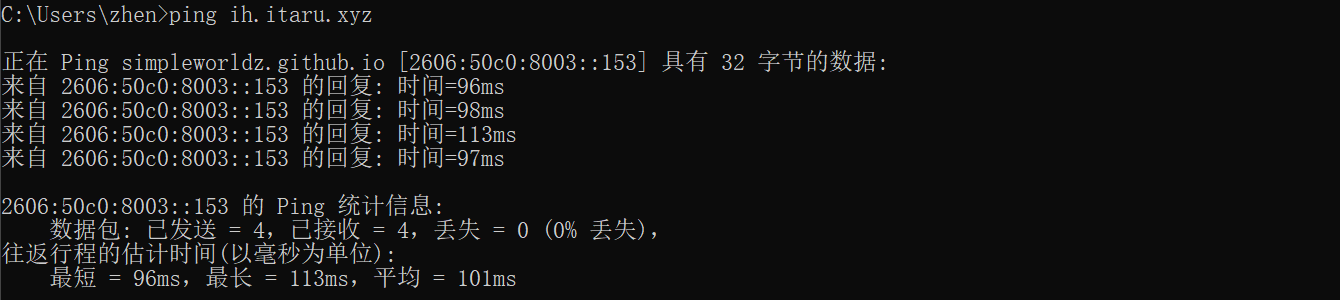 C:\Users\zhen>ping ih.itaru.xyz
正在 Ping simpleworldz.github.io [2606:50c0:8003::153] 具有 32 字节的数据:
来自 2606:50c0:8003::153 的回复: 时间=96ms
来自 2606:50c0:8003::153 的回复: 时间=98ms
来自 2606:50c0:8003::153 的回复: 时间=113ms
来自 2606:50c0:8003::153 的回复: 时间=97ms
2606:50c0:8003::153 的 Ping 统计信息:
数据包: 已发送 = 4，已接收 = 4，丢失 = 0 (0% 丢失)，
往返行程的估计时间(以毫秒为单位):
最短 = 96ms，最长 = 113ms，平均 = 101ms